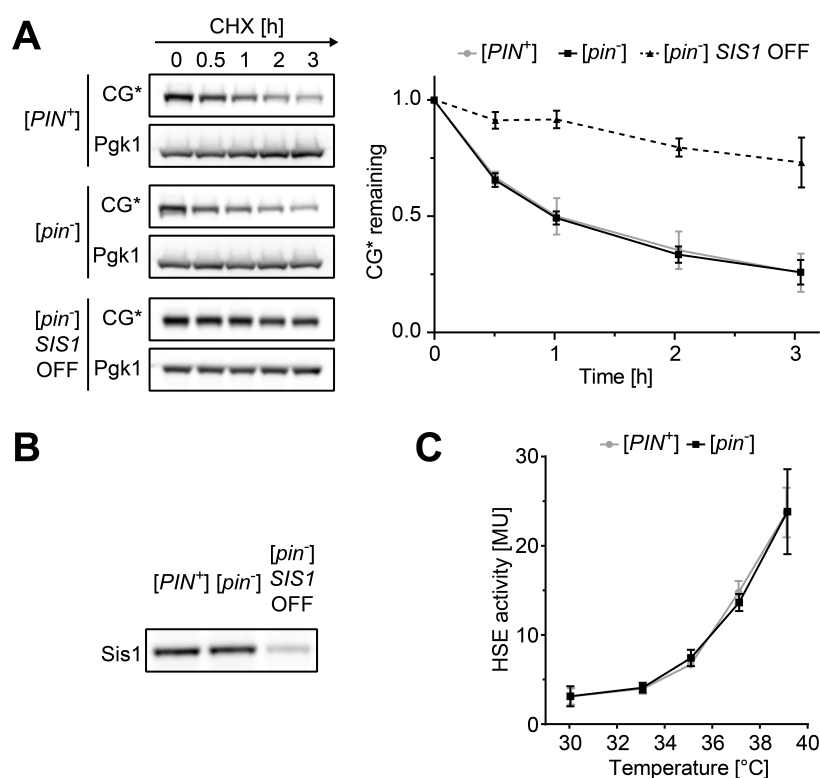 A
CHX [h]
0 0.5 1 2 3
[PIN+]
CG*
Pgk1
[pin-]
CG*
Pgk1
[pin-]
SIS1
OFF
CG*
Pgk1
[PIN+] [pin-] [pin-] SIS1 OFF
CG* remaining
1.0
0.5
0.0
0 1 2 3
Time [h]
B
[PIN+] [pin-] [pin-]
SIS1
OFF
Sis1
C
[PIN+] [pin-]
HSE activity [MU]
30
20
10
0
30 32 34 36 38 40
Temperature [°C]